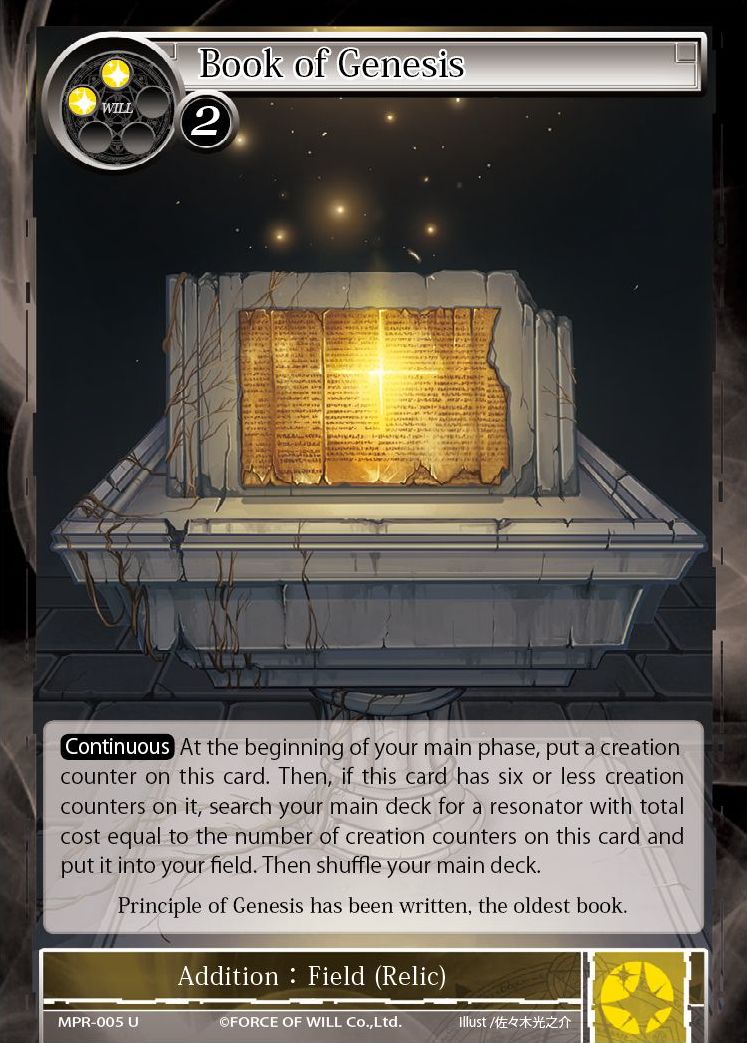 Book of Genesis
WILL
2
Continuous At the beginning of your main phase, put a creation
counter on this card. Then, if this card has six or less creation
counters on it, search your main deck for a resonator with total
cost equal to the number of creation counters on this card and
put it into your field. Then shuffle your main deck.
Principle of Genesis has been written, the oldest book.
Addition : Field (Relic)
MPR-005 U ©FORCE OF WILL Co.,Ltd. Illust /佐々木光之介